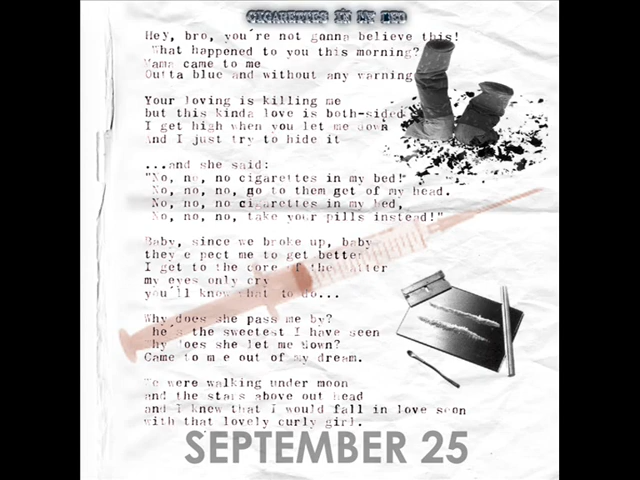 CIGARETTES IN MY BED
Hey, bro, you're not gonna believe this!
What happened to you this morning?
Mama came to me
Outta blue and without any warning
Your loving is killing me
but this kinda love is both-sided
I get high when you let me down
And I just try to hide it
...and she said:
"No, no, no cigarettes in my bed!
No, no, no, go to them get of my head.
No, no, no cigarettes in my bed,
No, no, no, take your pills instead!"
Baby, since we broke up, baby
they e pect me to get better
I get to the core of the matter
my eyes only cry
you'll know what to do...
Why does she pass me by?
he's the sweetest I have seen
hy does she let me down?
Came to m e out of my dream.
We were walking under moon
and the stars above out head
and I knew that I would fall in love soon
with that lovely curly girl.
SEPTEMBER 25